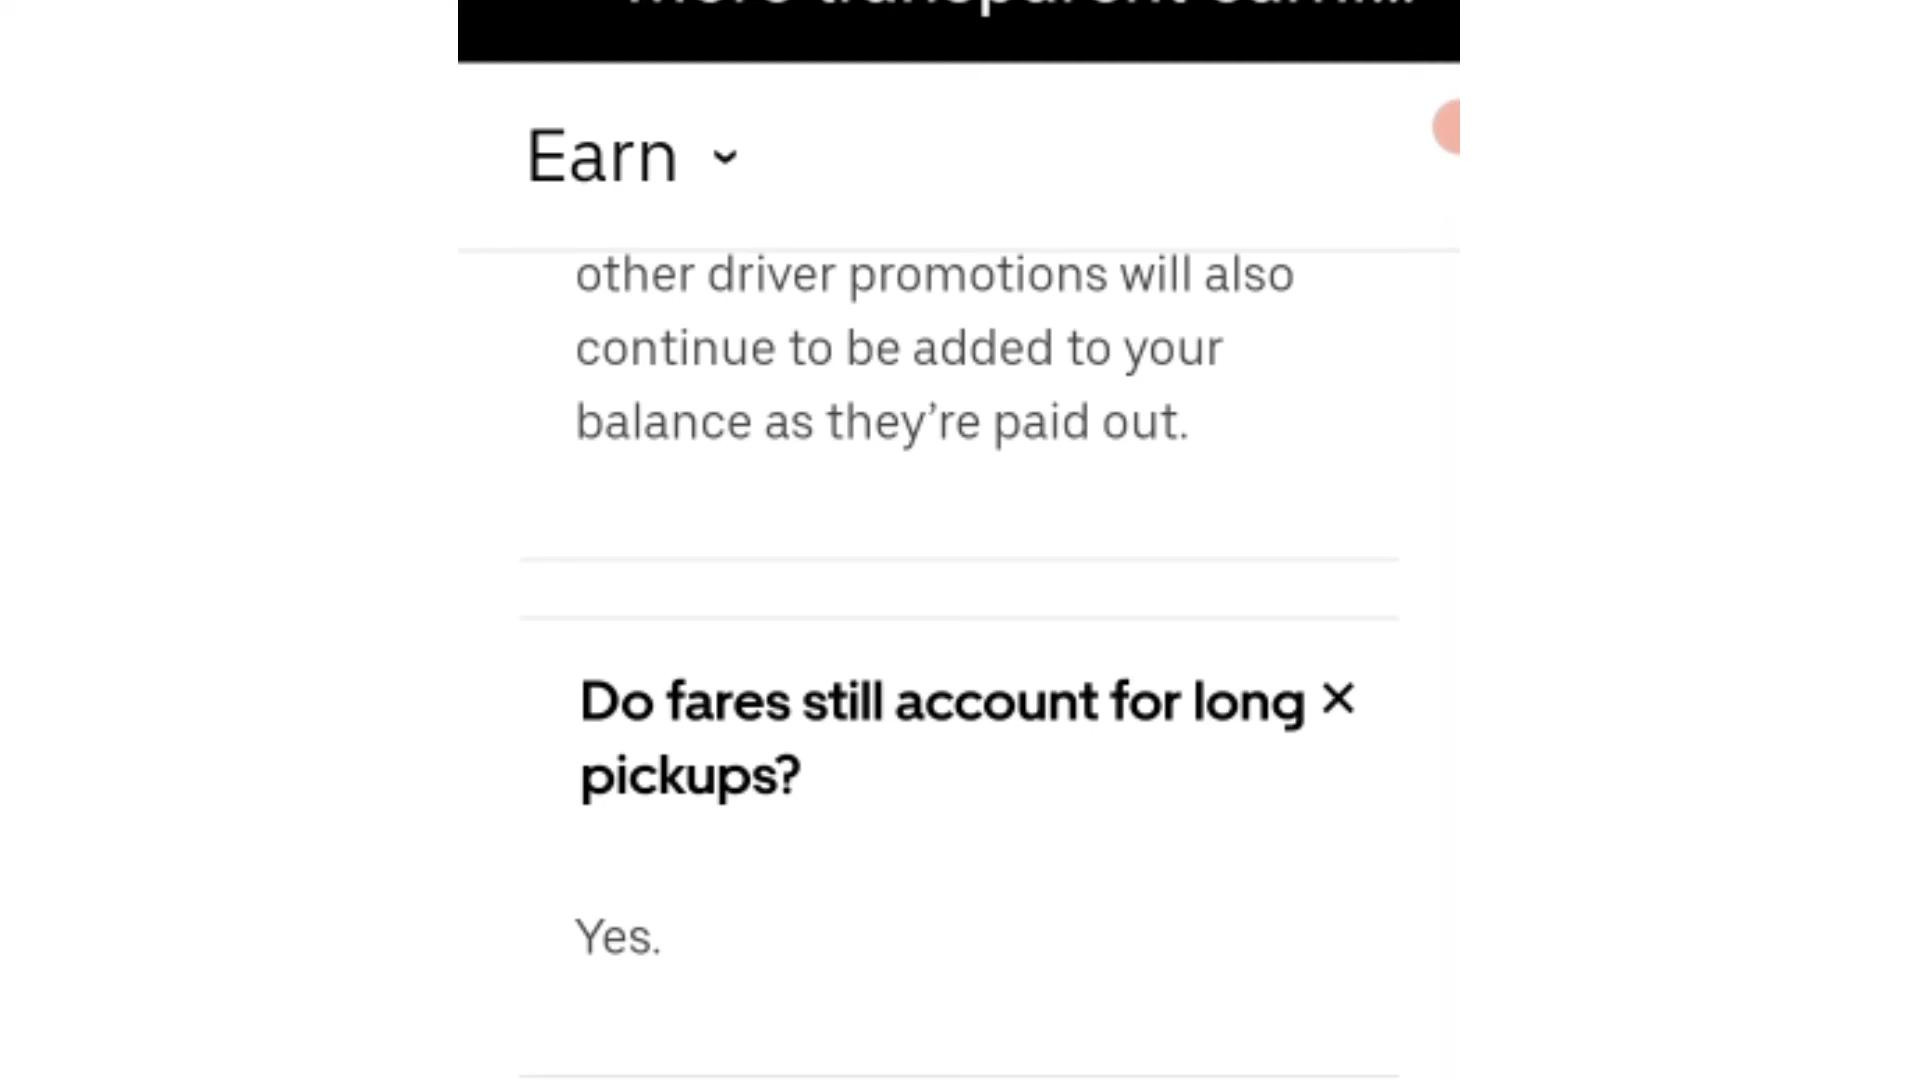 Earn
other driver promotions will also
continue to be added to your
balance as they’re paid out.
Do fares still account for long
pickups?
Yes.